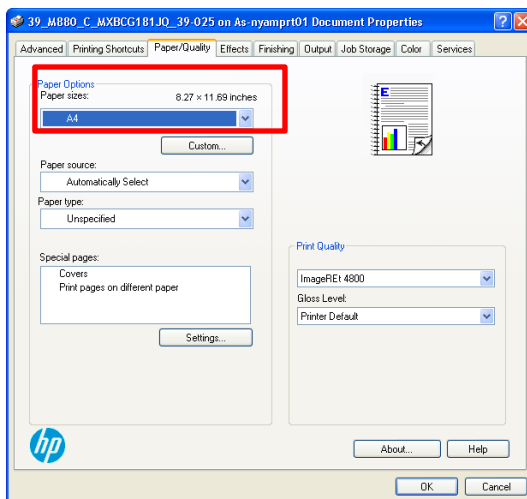 39_M880_C_MXBCG181JQ_39-025 on As-nyamprt01 Document Properties
Advanced Printing Shortcuts Paper/Quality Effects Finishing Output Job Storage Color Services
Paper Options
Paper sizes: 8.27 × 11.69 inches
A4
Custom...
Paper source:
Automatically Select
Paper type:
Unspecified
Special pages:
Covers
Print pages on different paper
Settings...
E
Print Quality
ImageREt 4800
Gloss Level:
Printer Default
hp
About... Help
OK Cancel